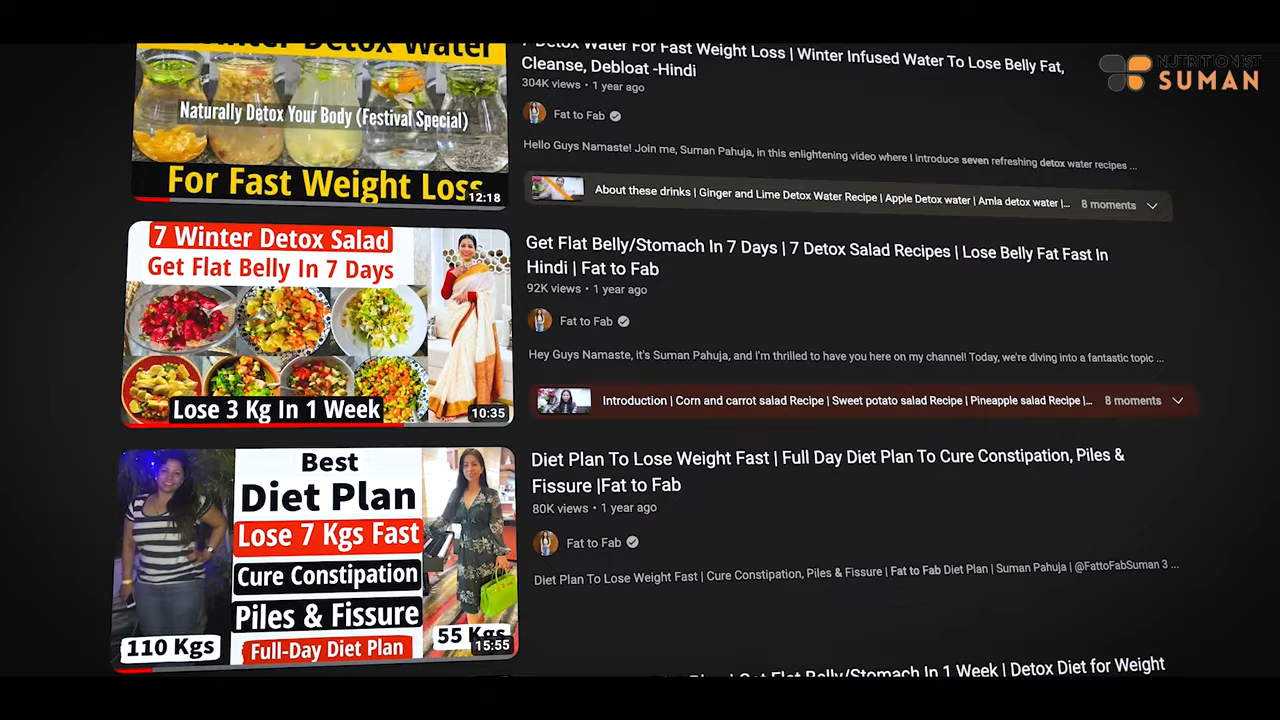 Winter Detox Water
Naturally Detox Your Body (Festival Special)
For Fast Weight Loss
12:18
7 Detox Water For Fast Weight Loss | Winter Infused Water To Lose Belly Fat,
Cleanse, Debloat -Hindi
304K views • 1 year ago
Fat to Fab
Hello Guys Namaste! Join me, Suman Pahuja, in this enlightening video where I introduce seven refreshing detox water recipes ...
About these drinks | Ginger and Lime Detox Water Recipe | Apple Detox water | Amla detox water |...
8 moments
NUTRITIONIST
SUMAN
7 Winter Detox Salad
Get Flat Belly In 7 Days
Lose 3 Kg In 1 Week
10:35
Get Flat Belly/Stomach In 7 Days | 7 Detox Salad Recipes | Lose Belly Fat Fast In
Hindi | Fat to Fab
92K views • 1 year ago
Fat to Fab
Hey Guys Namaste, it's Suman Pahuja, and I'm thrilled to have you here on my channel! Today, we're diving into a fantastic topic ...
Introduction | Corn and carrot salad Recipe | Sweet potato salad Recipe | Pineapple salad Recipe |...
8 moments
Best
Diet Plan
Lose 7 Kgs Fast
Cure Constipation
Piles & Fissure
Full-Day Diet Plan
110 Kgs
55 Kgs
15:55
Diet Plan To Lose Weight Fast | Full Day Diet Plan To Cure Constipation, Piles &
Fissure |Fat to Fab
80K views • 1 year ago
Fat to Fab
Diet Plan To Lose Weight Fast | Cure Constipation, Piles & Fissure | Fat to Fab Diet Plan | Suman Pahuja | @FattoFabSuman 3 ...
Get Flat Belly/Stomach In 1 Week | Detox Diet for Weight